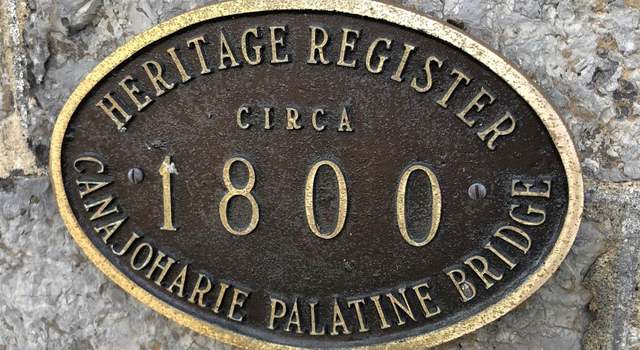 HERITAGE REGISTER
CIRCA
1800
CANAJOHARIE PALATINE BRIDGE